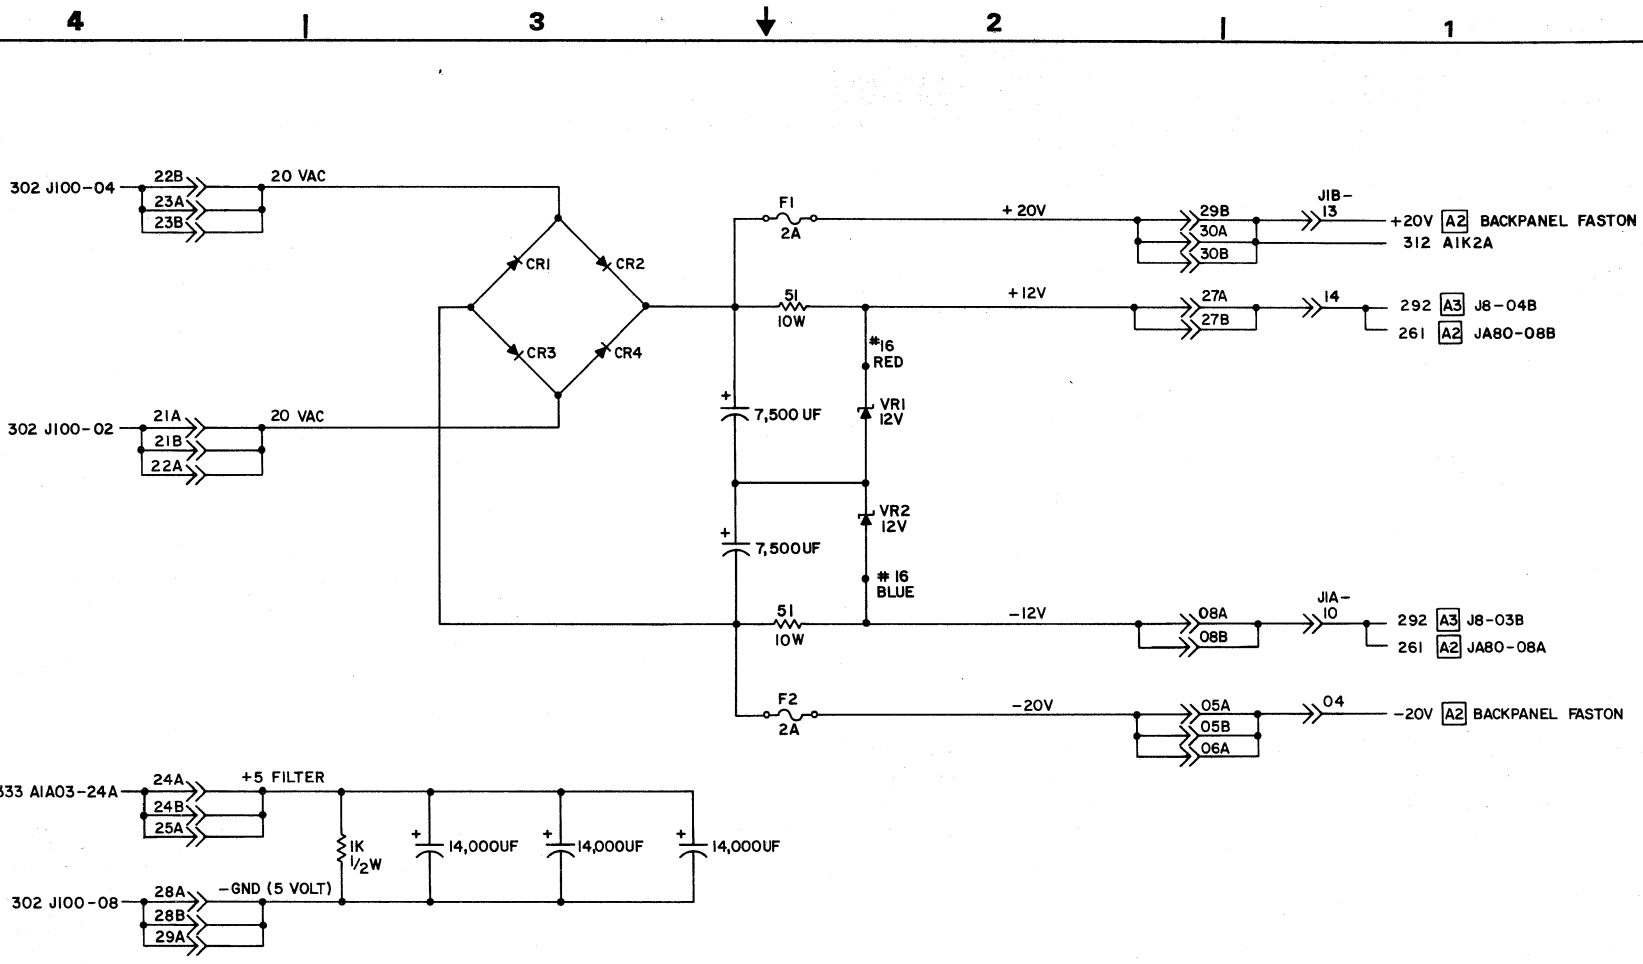 4 3 2 1
302 J100-04
22B
23A
23B
20 VAC
CR1
CR2
CR3
CR4
302 J100-02
21A
21B
22A
20 VAC
F1
2A
+20V
29B
30A
30B
J1B-
13
+20V A2 BACKPANEL FASTON
312 A1K2A
51
10W
+12V
27A
27B
14
292 A3 J8-04B
261 A2 JA80-08B
#16
RED
+
7,500 UF
VR1
12V
VR2
12V
+
7,500UF
#16
BLUE
51
10W
-12V
08A
08B
J1A-
10
292 A3 J8-03B
261 A2 JA80-08A
F2
2A
-20V
05A
05B
06A
04
-20V A2 BACKPANEL FASTON
333 A1A03-24A
24A
24B
25A
+5 FILTER
1K
1/2W
+
14,000UF
+
14,000UF
+
14,000UF
302 J100-08
28A
28B
29A
-GND (5 VOLT)